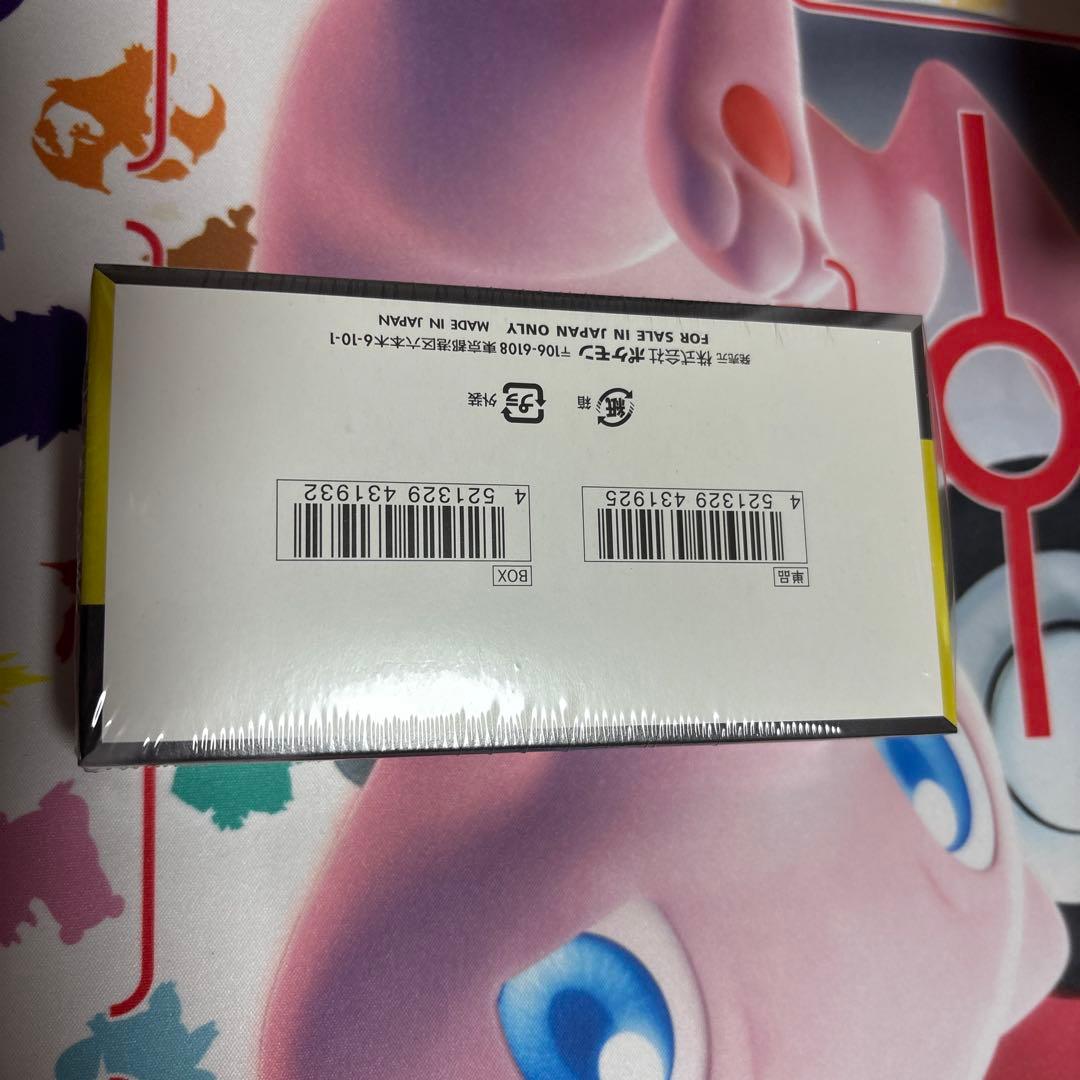 単品
4 521329 431925
BOX
4 521329 431932
紙 箱
プラ 外装
発売元 株式会社ポケモン 〒106-6108 東京都港区六本木6-10-1
FOR SALE IN JAPAN ONLY MADE IN JAPAN